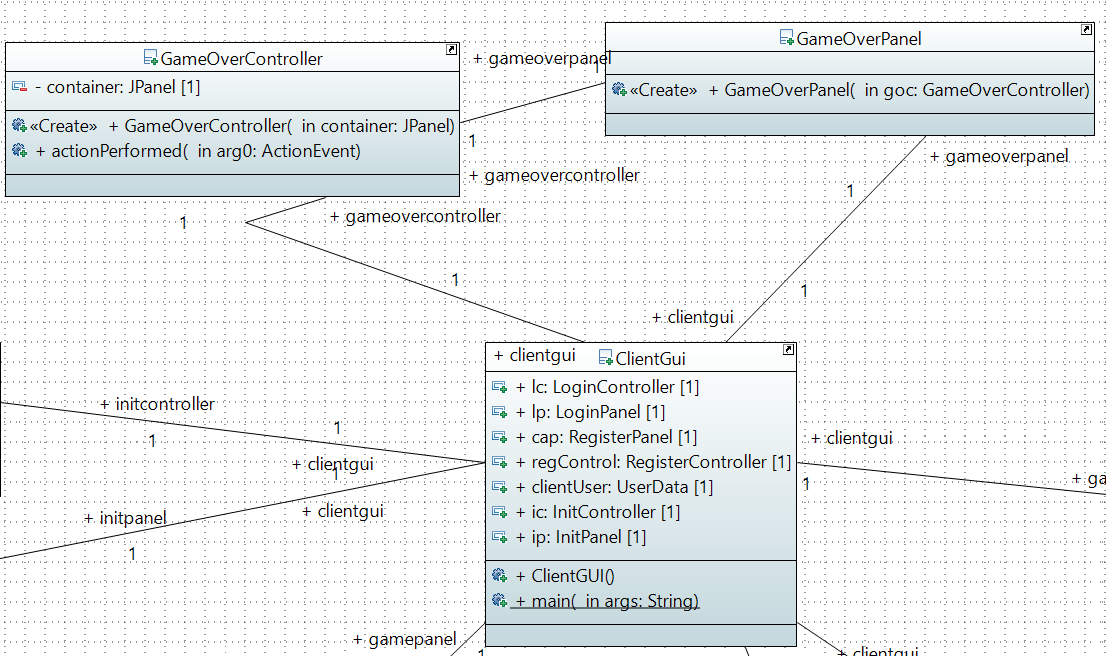 GameOverController
- container: JPanel [1]
«Create» + GameOverController( in container: JPanel)
+ actionPerformed( in arg0: ActionEvent)
+ gameoverpanel
1
GameOverPanel
«Create» + GameOverPanel( in goc: GameOverController)
1
+ gameovercontroller
+ gameoverpanel
1
+ gameovercontroller
1
1
1
+ clientgui
+ clientgui
ClientGui
+ lc: LoginController [1]
+ lp: LoginPanel [1]
+ cap: RegisterPanel [1]
+ regControl: RegisterController [1]
+ clientUser: UserData [1]
+ ic: InitController [1]
+ ip: InitPanel [1]
+ ClientGUI()
+ main( in args: String)
+ initcontroller
1
1
+ clientgui
1
+ clientgui
+ initpanel
1
+ clientgui
1
+ ga
+ gamepanel
1
+ clientgui